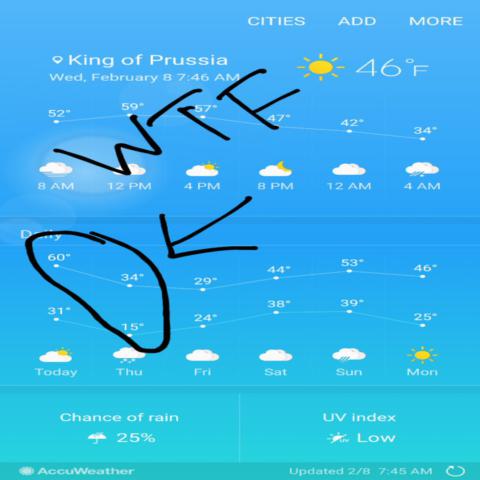 CITIES ADD MORE
King of Prussia
Wed, February 8 7:46 AM
46°F
52° 59° 57° 47° 42° 34°
WTF
8 AM 12 PM 4 PM 8 PM 12 AM 4 AM
OK
Daily
60° 34° 29° 44° 53° 46°
31° 15° 24° 38° 39° 25°
Today Thu Fri Sat Sun Mon
Chance of rain UV index
25% UV Low
AccuWeather Updated 2/8 7:45 AM